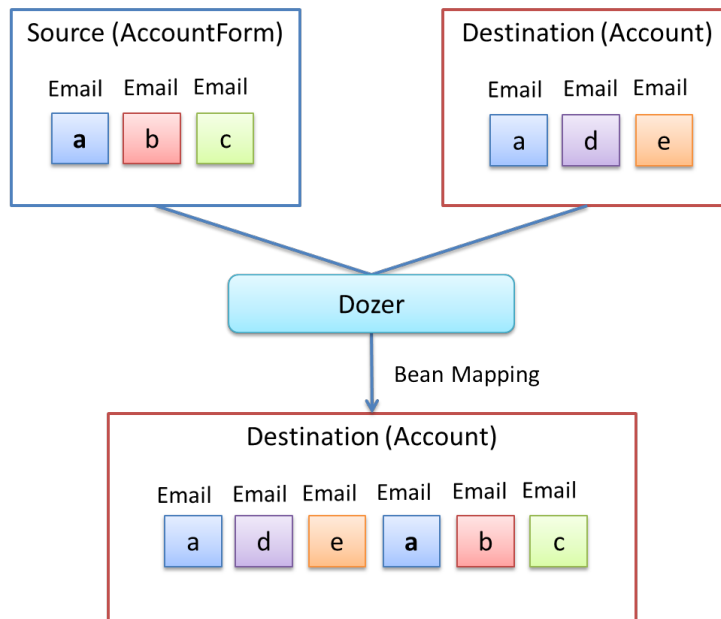 Source (AccountForm)
Email Email Email
a b c
Destination (Account)
Email Email Email
a d e
Dozer
Bean Mapping
Destination (Account)
Email Email Email Email Email Email
a d e a b c